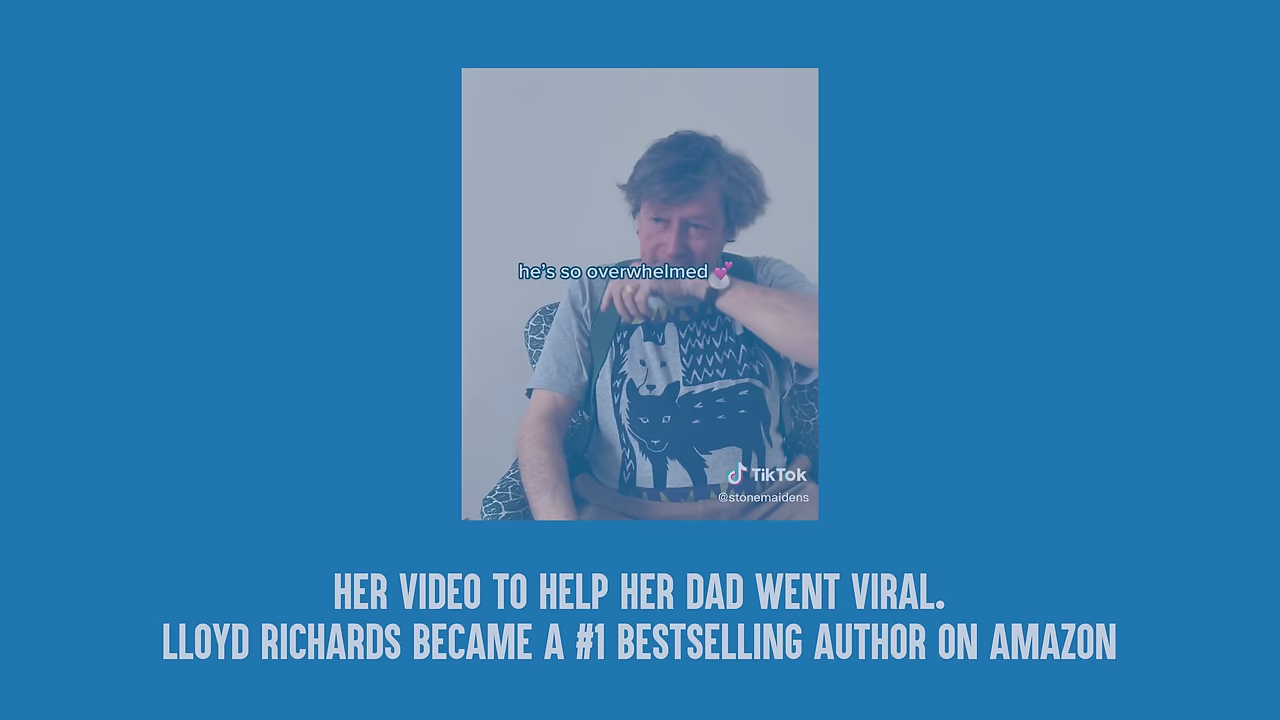 he's so overwhelmed 💕
TikTok
@stonemaidens
HER VIDEO TO HELP HER DAD WENT VIRAL.
LLOYD RICHARDS BECAME A #1 BESTSELLING AUTHOR ON AMAZON